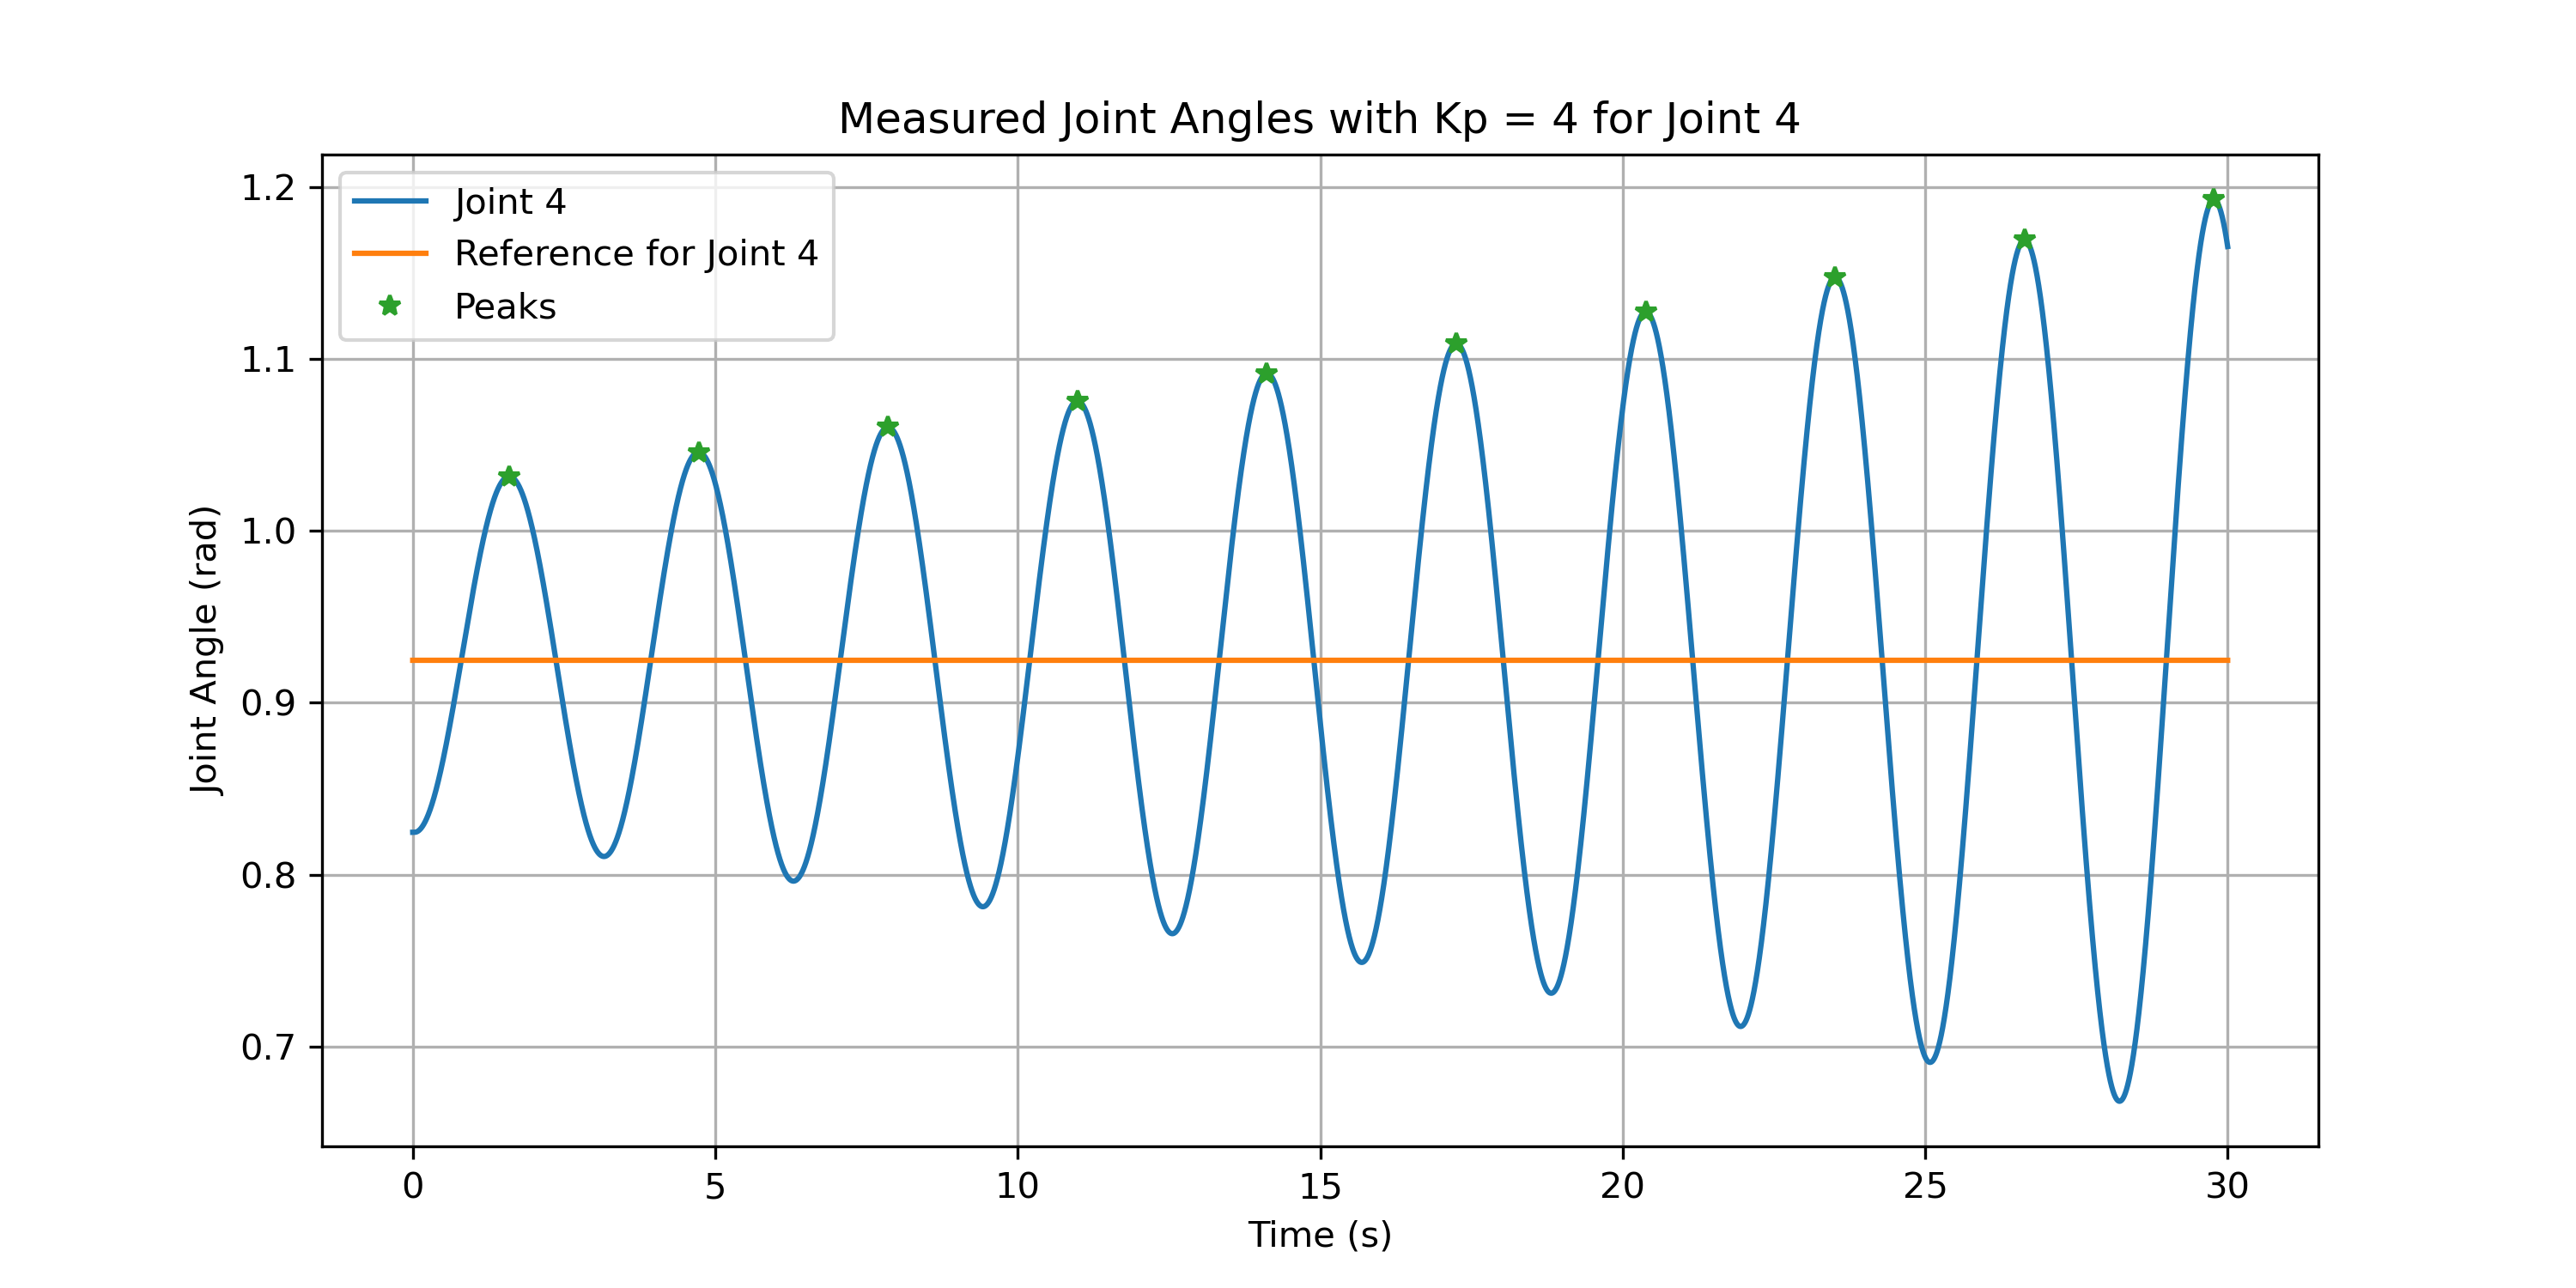 Measured Joint Angles with Kp = 4 for Joint 4
Joint 4
Reference for Joint 4
Peaks
Joint Angle (rad)
1.2
1.1
1.0
0.9
0.8
0.7
0 5 10 15 20 25 30
Time (s)